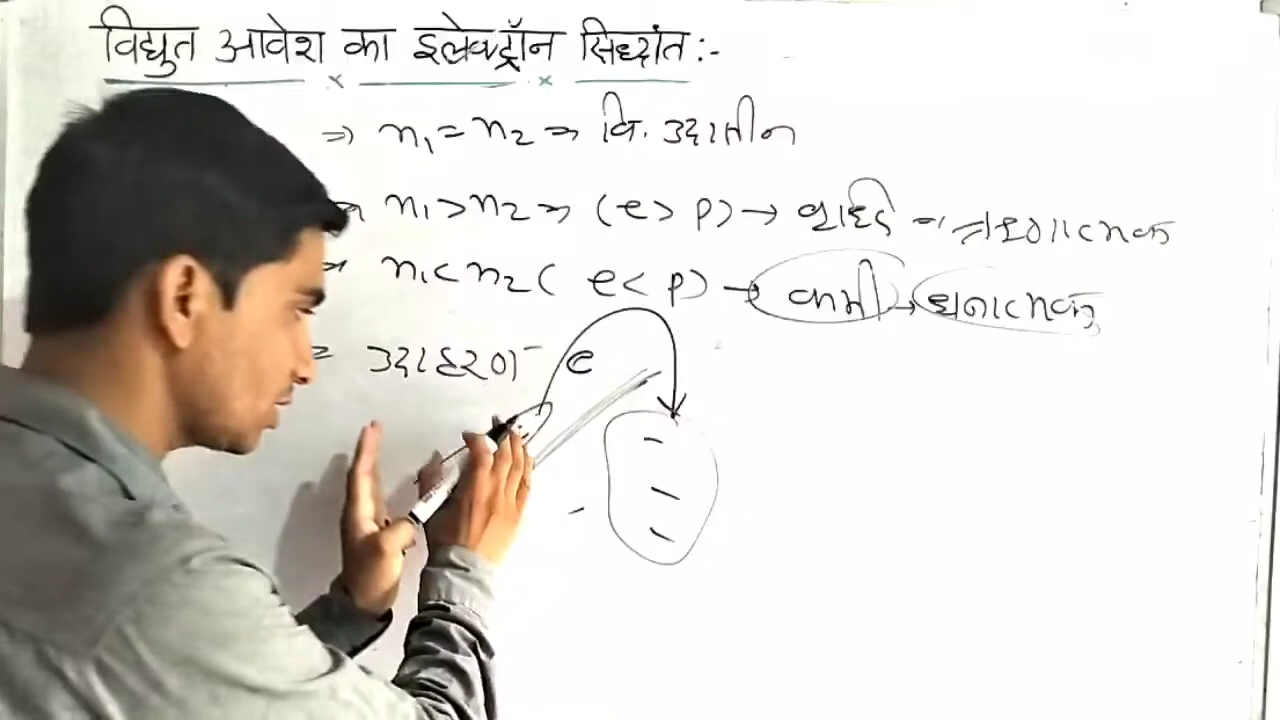 विद्युत आवेश का इलेक्ट्रॉन सिध्दांत :-
⇒ n₁ = n₂ ⇒ वि. उदासीन
n₁ > n₂ ⇒ (e > p) → वृद्धि ऋणात्मक
n₁ < n₂ ( e < p) → कमी → धनात्मक
= उदाहरण - e